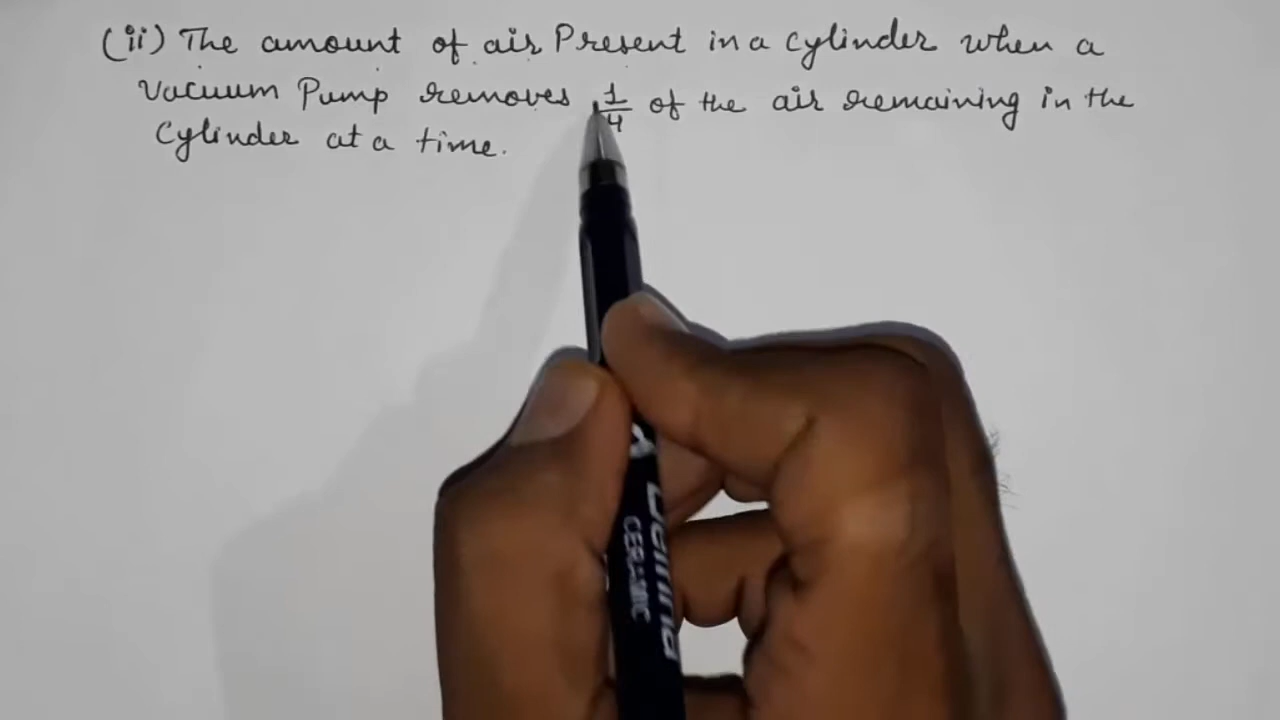 (ii) The amount of air Present in a cylinder when a
Vacuum Pump removes 1/4 of the air remaining in the
Cylinder at a time.
CERAMIC